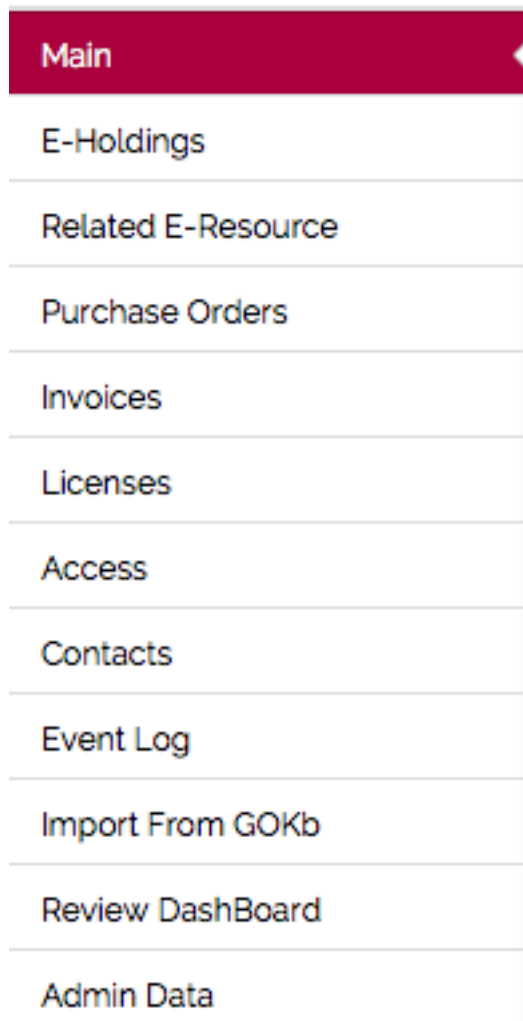 Main
E-Holdings
Related E-Resource
Purchase Orders
Invoices
Licenses
Access
Contacts
Event Log
Import From GOKb
Review DashBoard
Admin Data